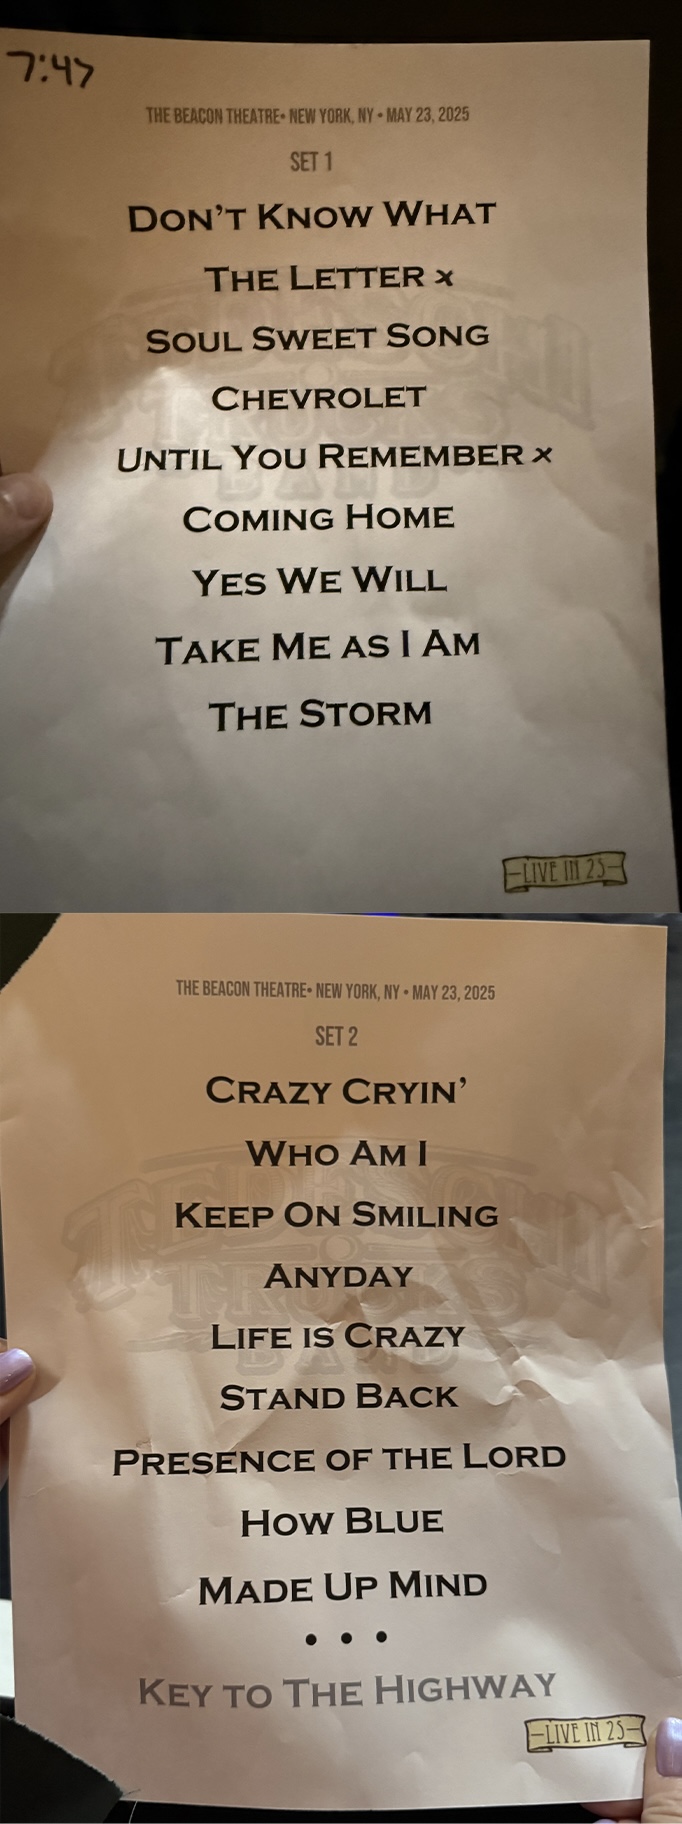 7:47
THE BEACON THEATRE• NEW YORK, NY • MAY 23, 2025
SET 1
DON'T KNOW WHAT
THE LETTER x
SOUL SWEET SONG
CHEVROLET
UNTIL YOU REMEMBER x
COMING HOME
YES WE WILL
TAKE ME AS I AM
THE STORM
-LIVE IN 25-
THE BEACON THEATRE• NEW YORK, NY • MAY 23, 2025
SET 2
CRAZY CRYIN'
WHO AM I
KEEP ON SMILING
TEDESCHI
ANYDAY
TRUCKS
LIFE IS CRAZY
BAND
STAND BACK
PRESENCE OF THE LORD
HOW BLUE
MADE UP MIND
• • •
KEY TO THE HIGHWAY
-LIVE IN 25-